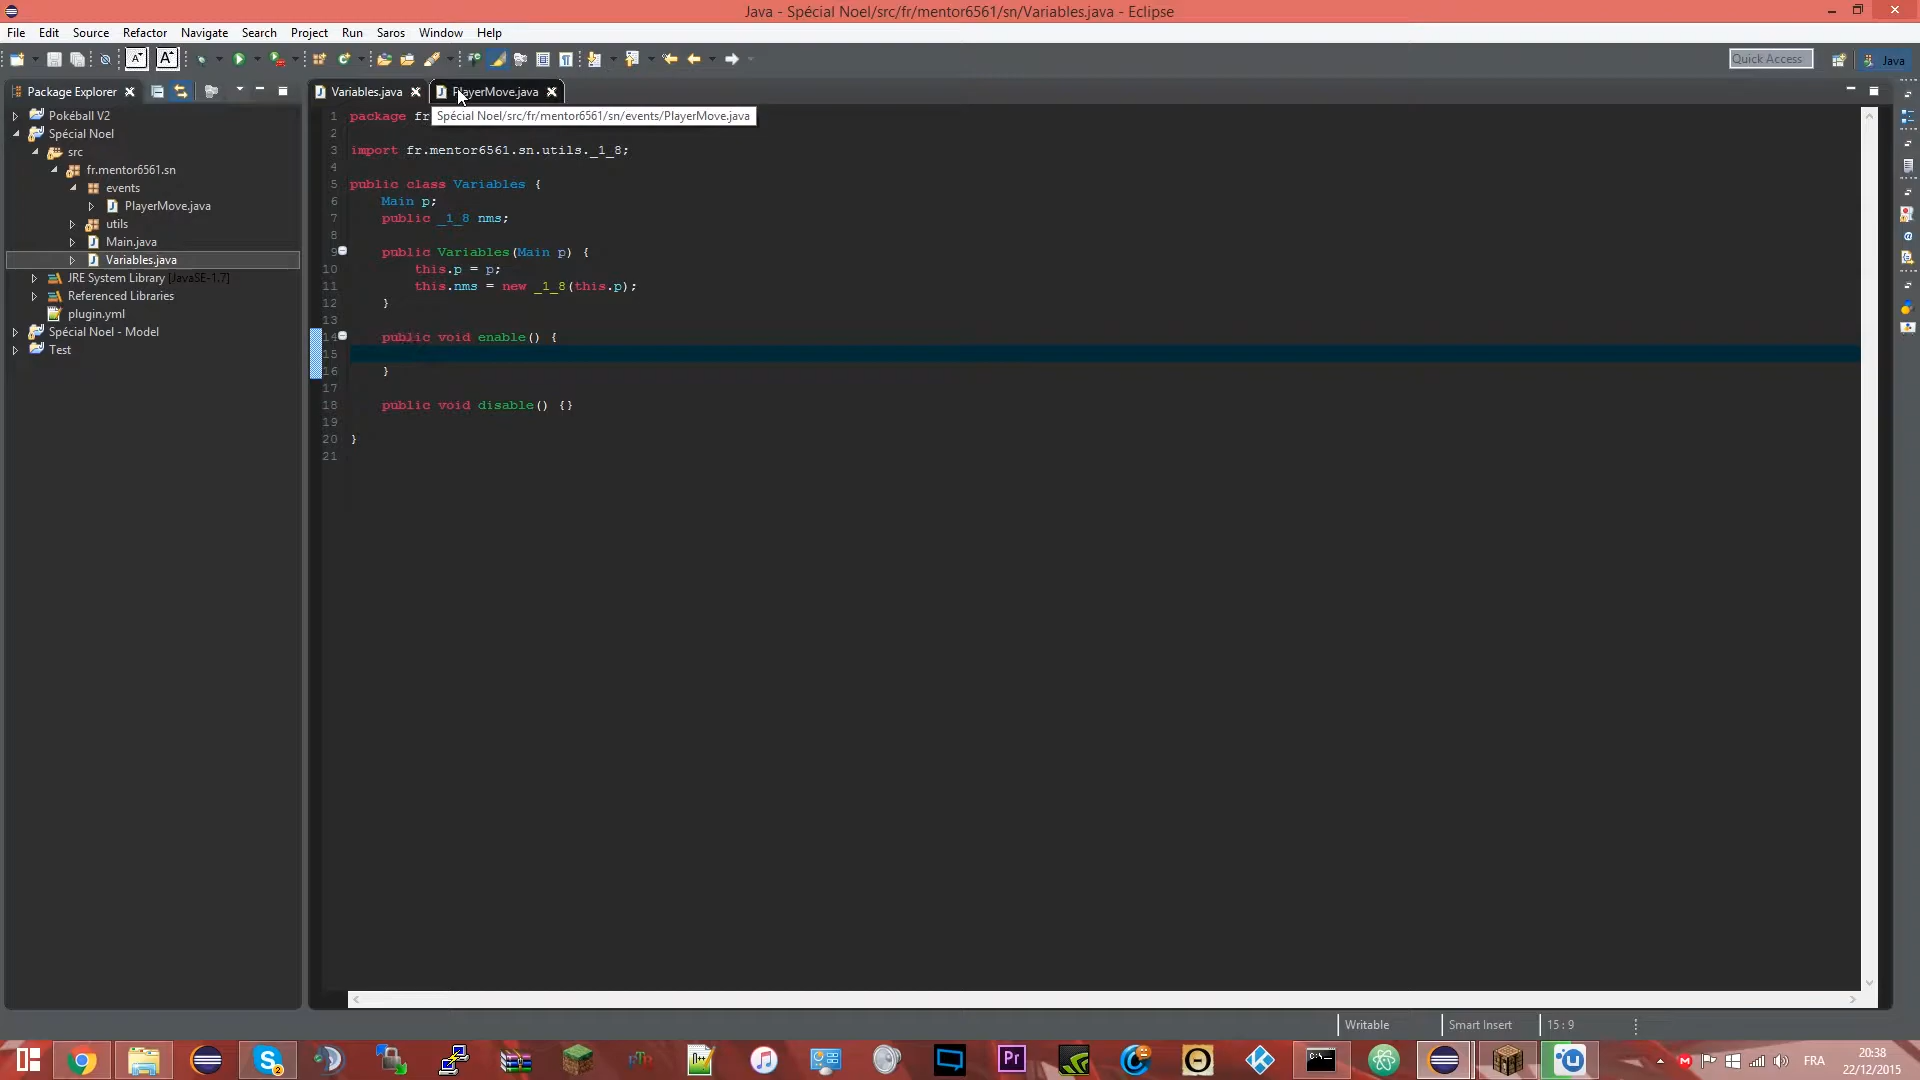 Java - Spécial Noel/src/fr/mentor6561/sn/Variables.java - Eclipse
File Edit Source Refactor Navigate Search Project Run Saros Window Help
Quick Access
Java
Package Explorer
Variables.java
PlayerMove.java
Spécial Noel/src/fr/mentor6561/sn/events/PlayerMove.java
Pokéball V2
Spécial Noel
src
fr.mentor6561.sn
events
PlayerMove.java
utils
Main.java
Variables.java
JRE System Library [JavaSE-1.7]
Referenced Libraries
plugin.yml
Spécial Noel - Model
Test
1 package fr
2
3 import fr.mentor6561.sn.utils._1_8;
4
5 public class Variables {
6 Main p;
7 public _1_8 nms;
8
9 public Variables(Main p) {
10 this.p = p;
11 this.nms = new _1_8(this.p);
12 }
13
14 public void enable() {
15
16 }
17
18 public void disable() {}
19
20 }
21
Writable
Smart Insert
15 : 9
Pr
FRA
20:38
22/12/2015